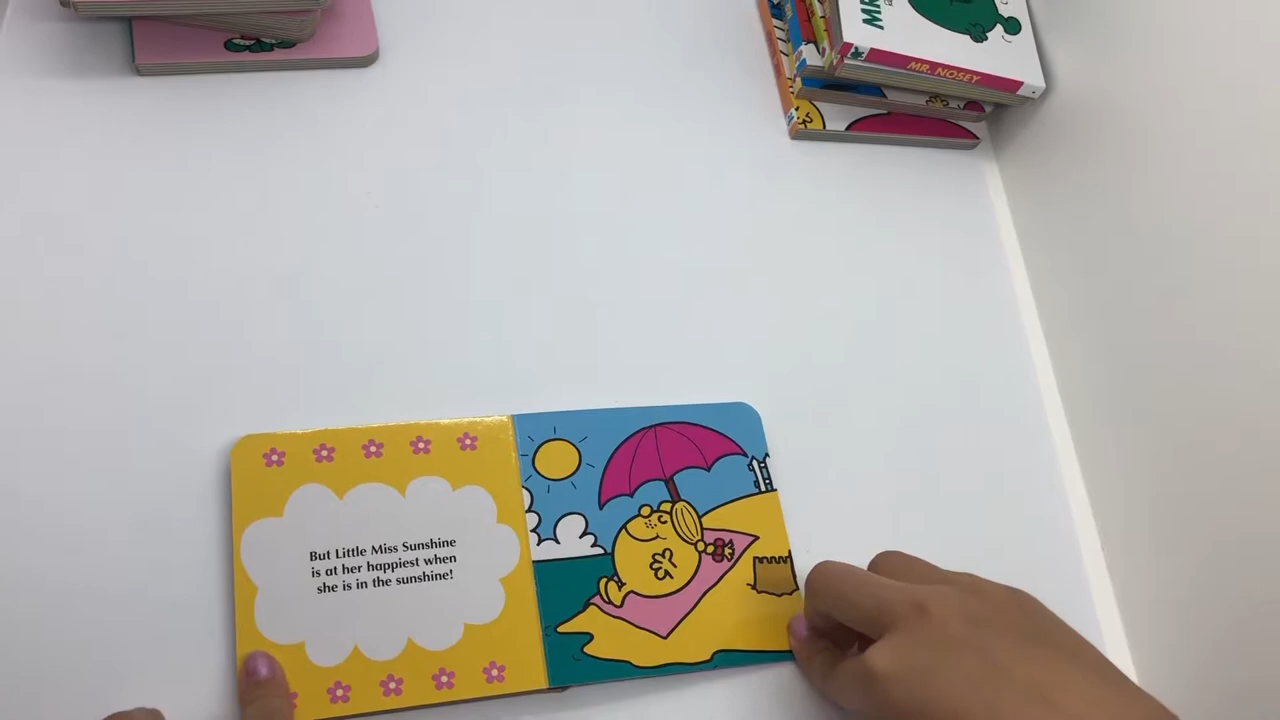 MR. NOSEY
But Little Miss Sunshine
is at her happiest when
she is in the sunshine!